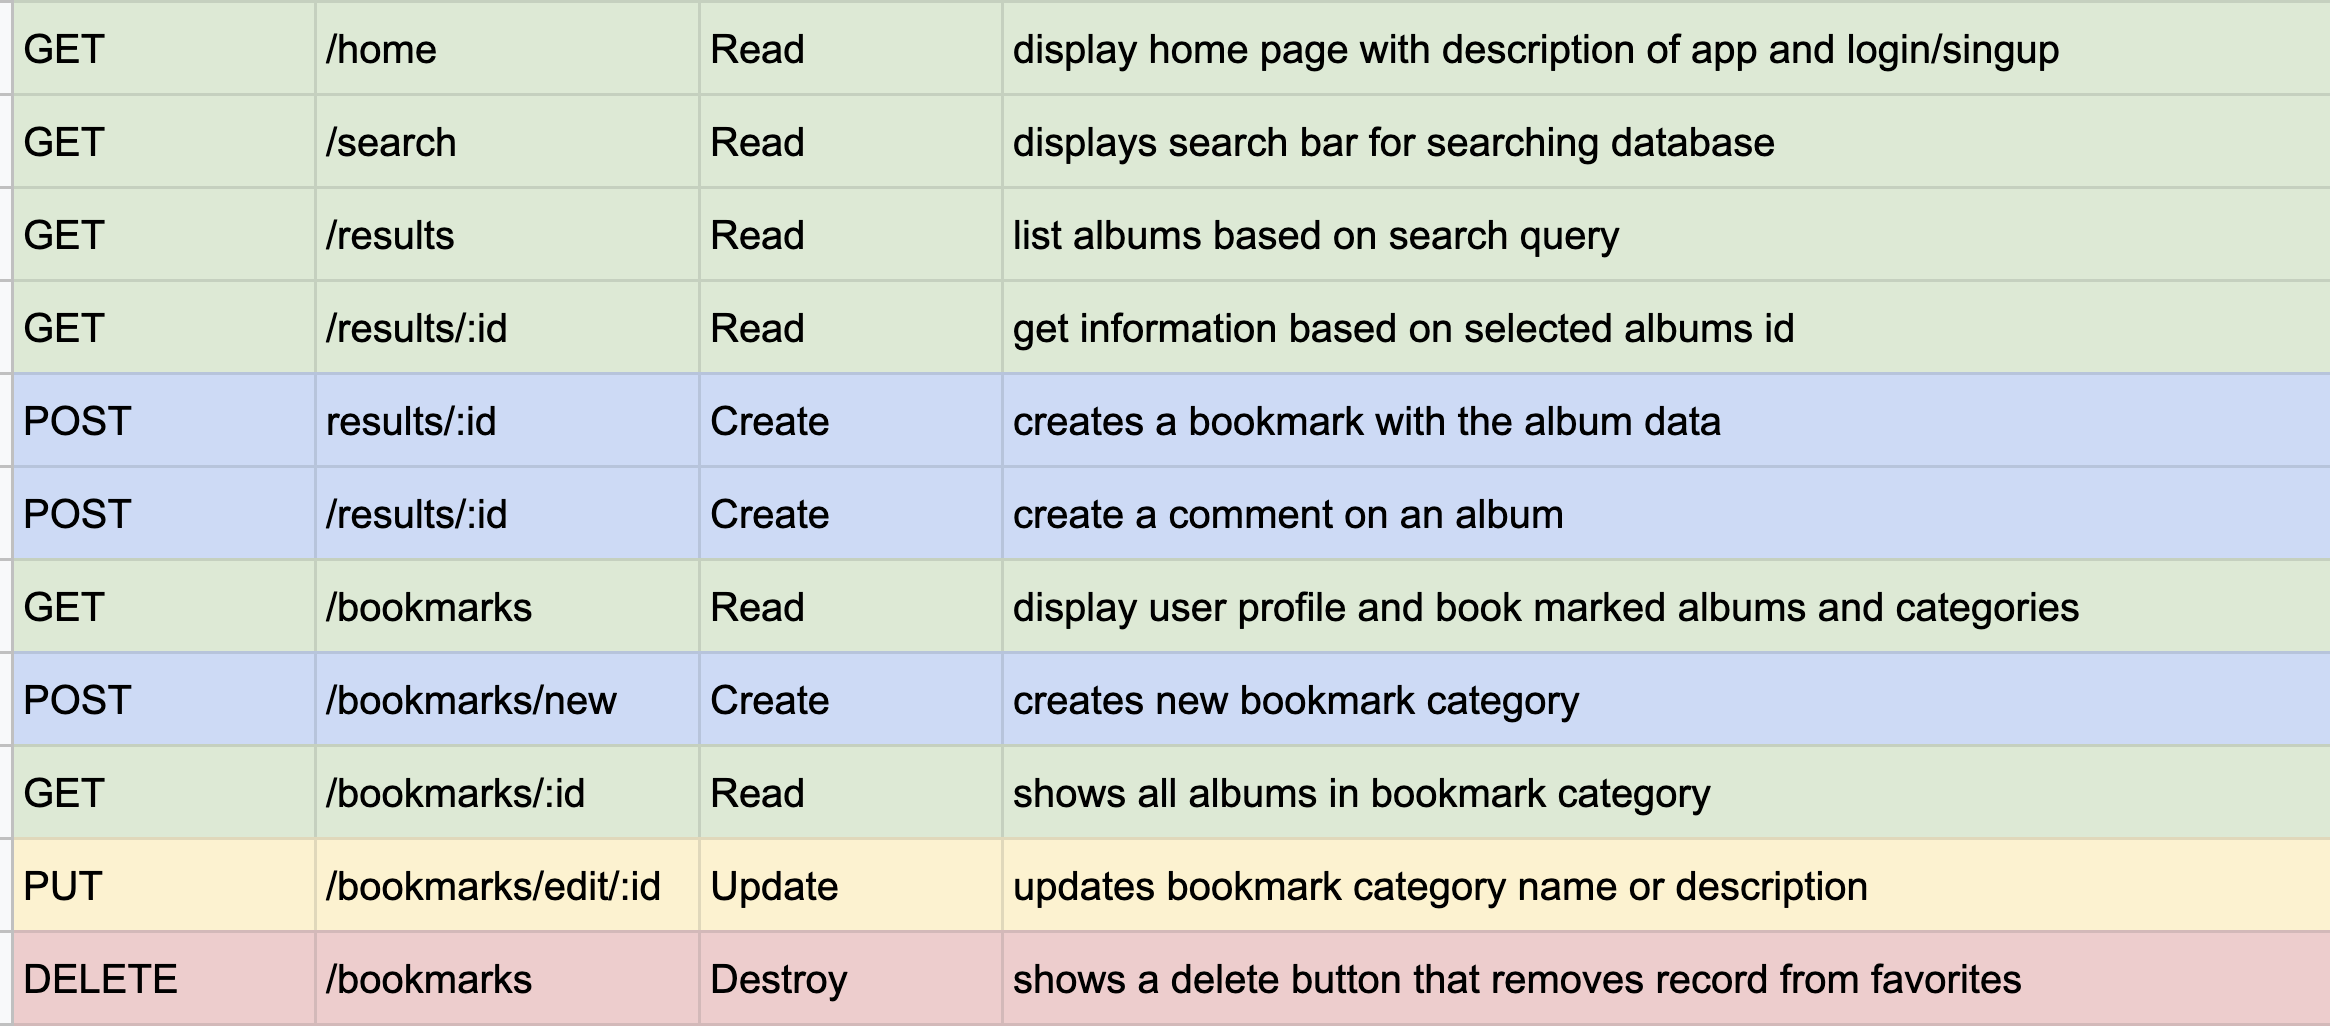 GET /home Read display home page with description of app and login/singup
GET /search Read displays search bar for searching database
GET /results Read list albums based on search query
GET /results/:id Read get information based on selected albums id
POST results/:id Create creates a bookmark with the album data
POST /results/:id Create create a comment on an album
GET /bookmarks Read display user profile and book marked albums and categories
POST /bookmarks/new Create creates new bookmark category
GET /bookmarks/:id Read shows all albums in bookmark category
PUT /bookmarks/edit/:id Update updates bookmark category name or description
DELETE /bookmarks Destroy shows a delete button that removes record from favorites